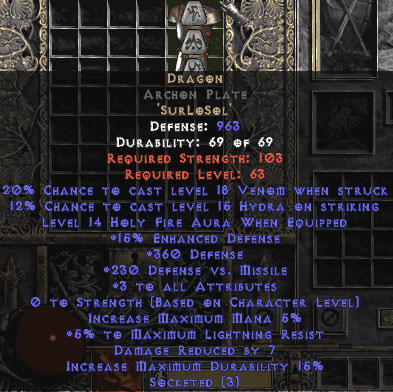 Dragon
Archon Plate
'SurLoSol'
Defense: 963
Durability: 69 of 69
Required Strength: 103
Required Level: 63
20% Chance to cast level 18 Venom when struck
12% Chance to cast level 15 Hydra on striking
Level 14 Holy Fire Aura When Equipped
+15% Enhanced Defense
+360 Defense
+230 Defense vs. Missile
+3 to all Attributes
0 to Strength (Based on Character Level)
Increase Maximum Mana 5%
+5% to Maximum Lightning Resist
Damage Reduced by 7
Increase Maximum Durability 15%
Socketed (3)